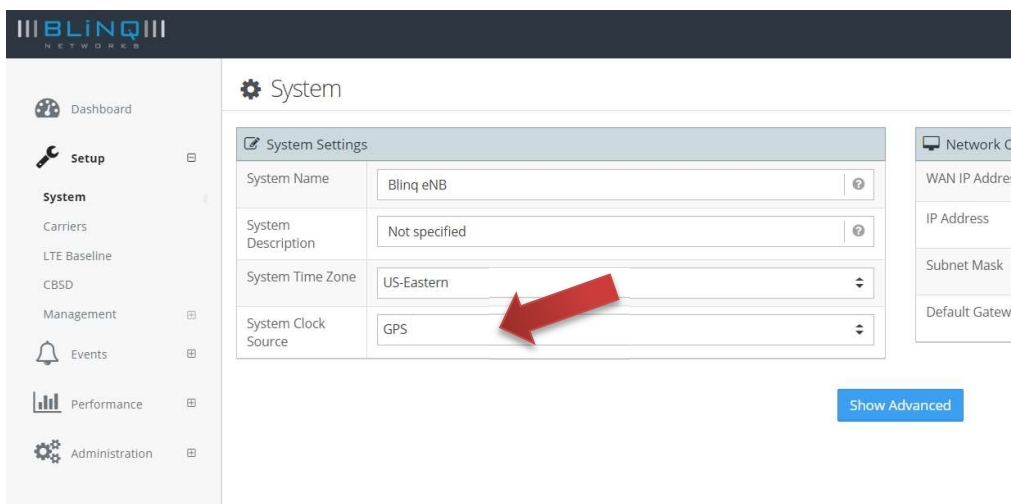 BLiNQ
NETWORKS
Dashboard
Setup
System
Carriers
LTE Baseline
CBSD
Management
Events
Performance
Administration
System
System Settings
System Name
Blinq eNB
System
Description
Not specified
System Time Zone
US-Eastern
System Clock
Source
GPS
Network C
WAN IP Addres
IP Address
Subnet Mask
Default Gatew
Show Advanced